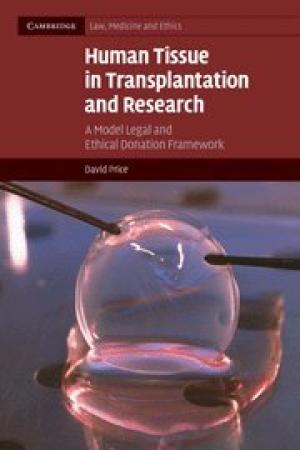 CAMBRIDGE Law, Medicine and Ethics
Human Tissue
in Transplantation
and Research
A Model Legal and
Ethical Donation Framework
David Price